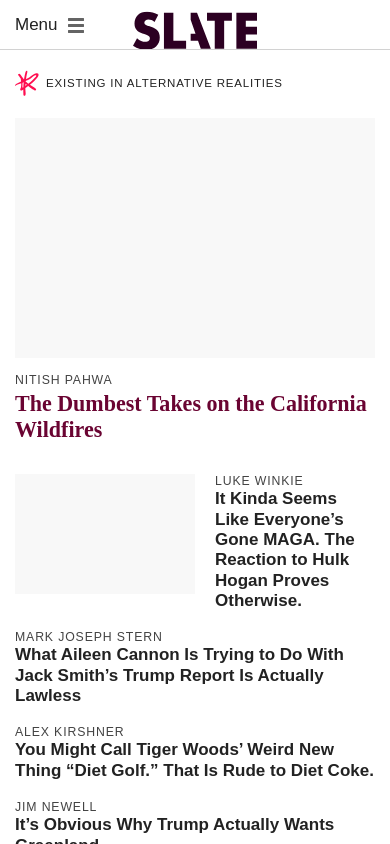 Menu
SLATE
EXISTING IN ALTERNATIVE REALITIES
NITISH PAHWA
The Dumbest Takes on the California
Wildfires
LUKE WINKIE
It Kinda Seems
Like Everyone’s
Gone MAGA. The
Reaction to Hulk
Hogan Proves
Otherwise.
MARK JOSEPH STERN
What Aileen Cannon Is Trying to Do With
Jack Smith’s Trump Report Is Actually
Lawless
ALEX KIRSHNER
You Might Call Tiger Woods’ Weird New
Thing “Diet Golf.” That Is Rude to Diet Coke.
JIM NEWELL
It’s Obvious Why Trump Actually Wants
Greenland